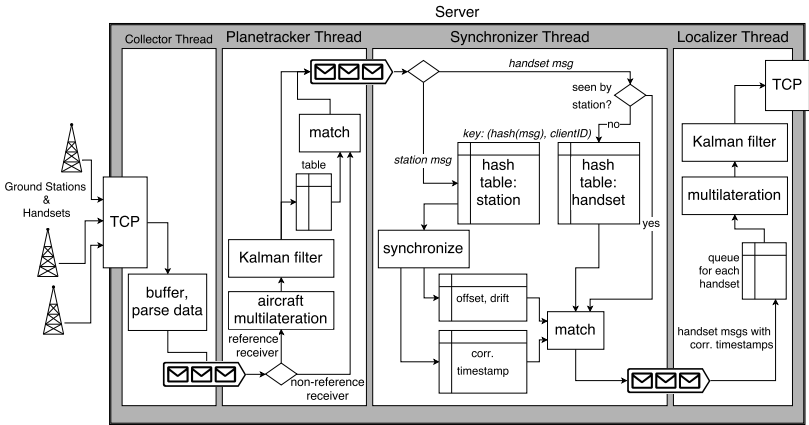 Server
Collector Thread
Planetracker Thread
Synchronizer Thread
Localizer Thread
Ground Stations
&
Handsets
TCP
buffer,
parse data
match
table
Kalman filter
aircraft
multilateration
reference
receiver
non-reference
receiver
handset msg
seen by
station?
no
key: (hash(msg), clientID)
station msg
hash
table:
station
hash
table:
handset
yes
synchronize
offset, drift
corr.
timestamp
match
TCP
Kalman filter
multilateration
queue
for each
handset
handset msgs with
corr. timestamps